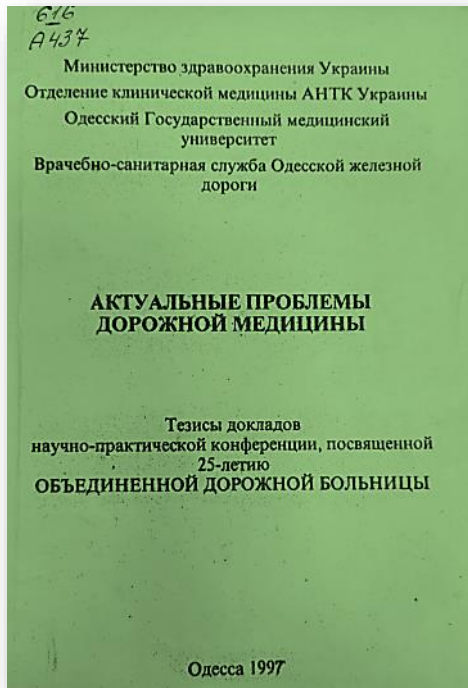 616
А437
Министерство здравоохранения Украины
Отделение клинической медицины АНТК Украины
Одесский Государственный медицинский
университет
Врачебно-санитарная служба Одесской железной
дороги
АКТУАЛЬНЫЕ ПРОБЛЕМЫ
ДОРОЖНОЙ МЕДИЦИНЫ
Тезисы докладов
научно-практической конференции, посвященной
25-летию
ОБЪЕДИНЕННОЙ ДОРОЖНОЙ БОЛЬНИЦЫ
Одесса 1997